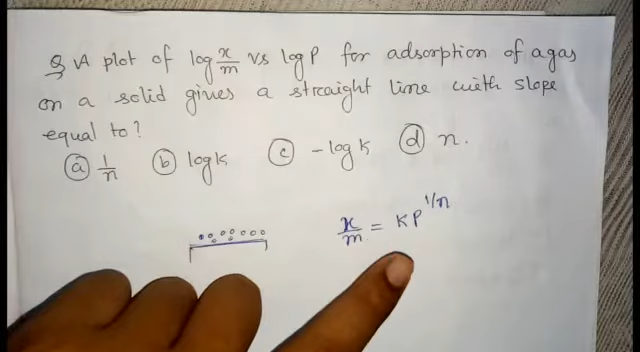 Q A plot of log x/m vs log P for adsorption of a gas
on a solid gives a straight line with slope
equal to?
(a) 1/n (b) log K (c) - log K (d) n.
x/m = KP^1/n